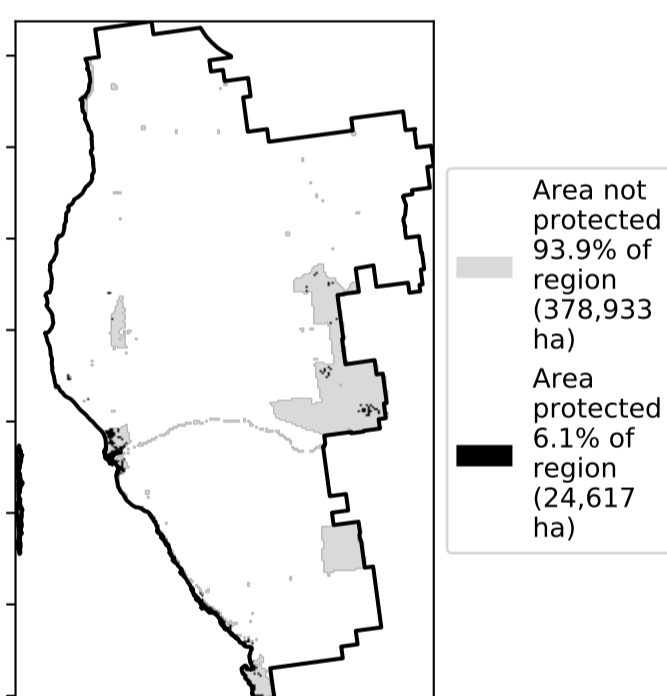 Area not
protected
93.9% of
region
(378,933
ha)
Area
protected
6.1% of
region
(24,617
ha)